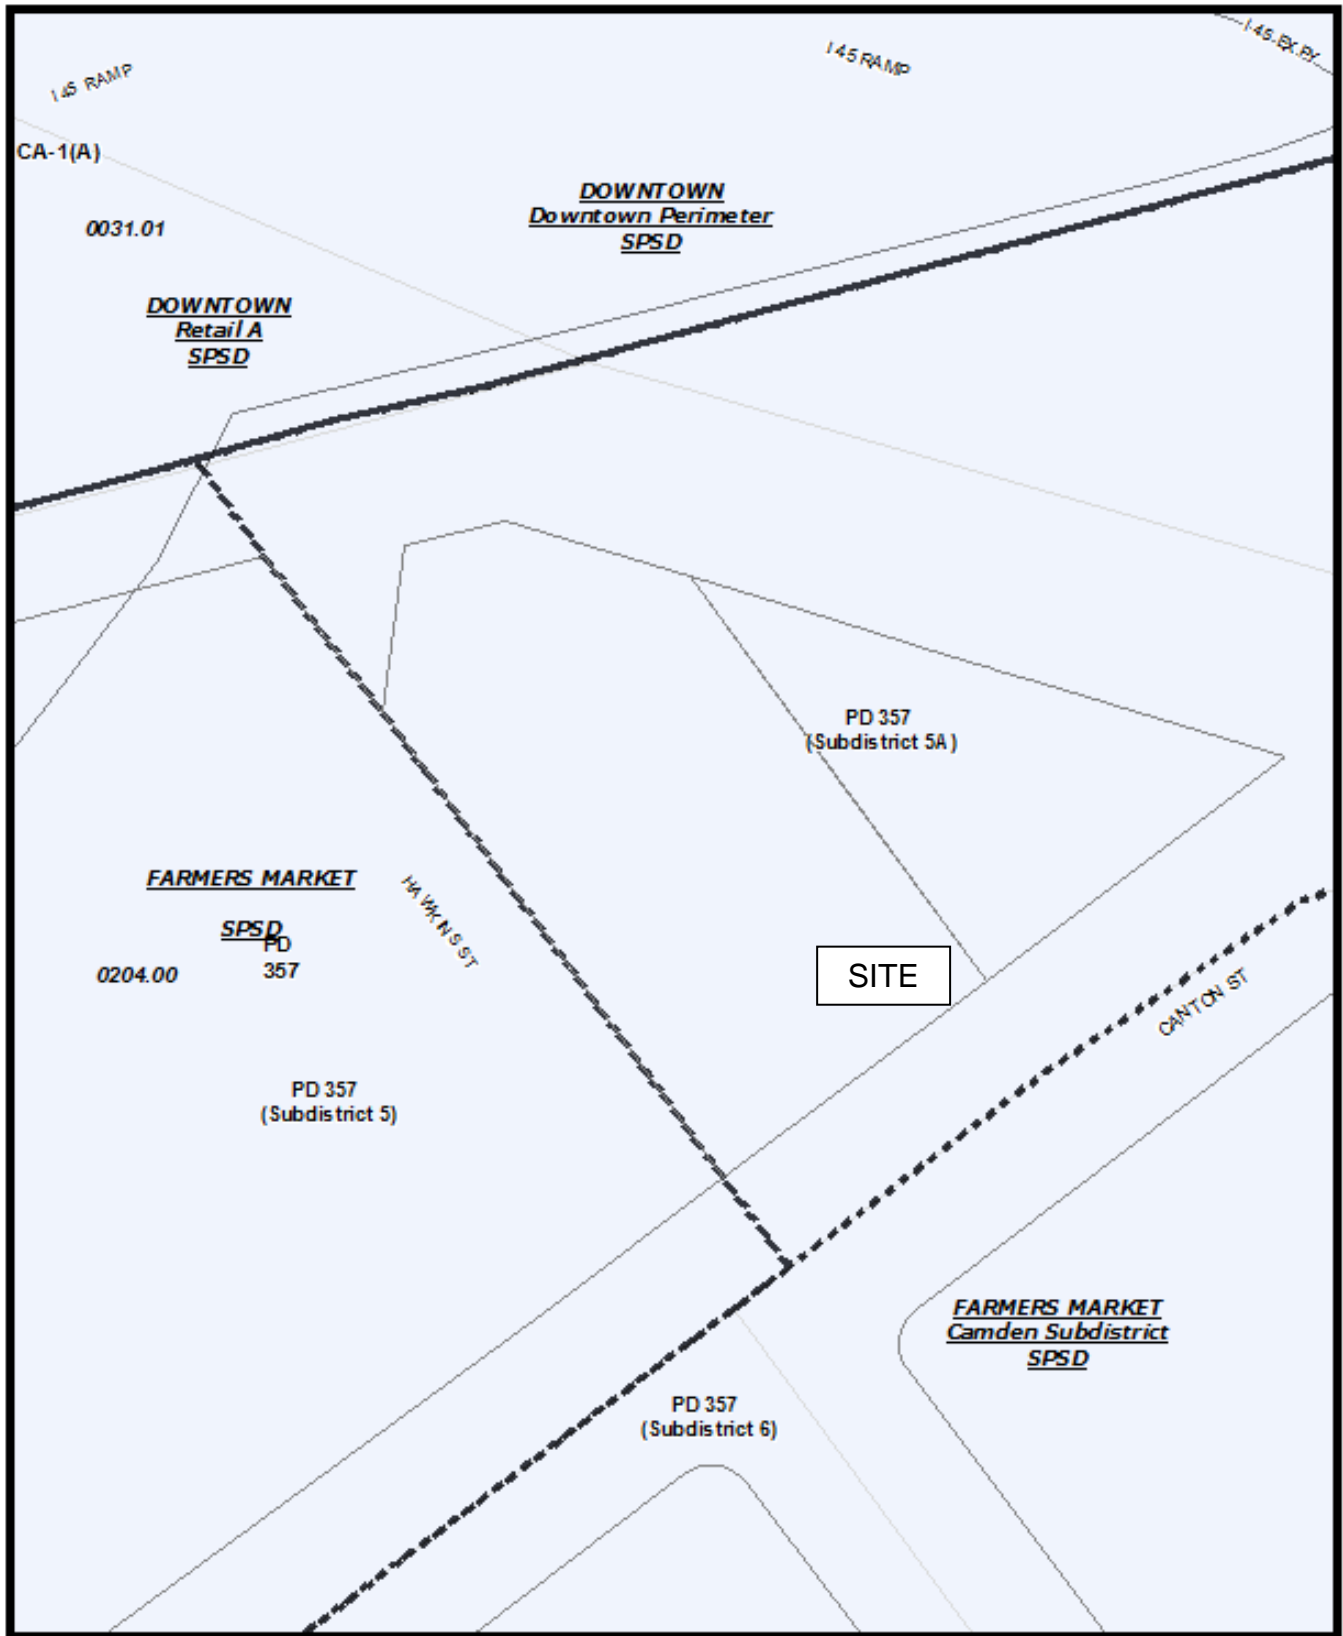 I 45 RAMP
I 45 RAMP
I-45 EXPY
CA-1(A)
0031.01
DOWNTOWN
Downtown Perimeter
SPSD
DOWNTOWN
Retail A
SPSD
PD 357
(Subdistrict 5A)
FARMERS MARKET
SPSD
PD
357
0204.00
HAWKINS ST
SITE
CANTON ST
PD 357
(Subdistrict 5)
FARMERS MARKET
Camden Subdistrict
SPSD
PD 357
(Subdistrict 6)